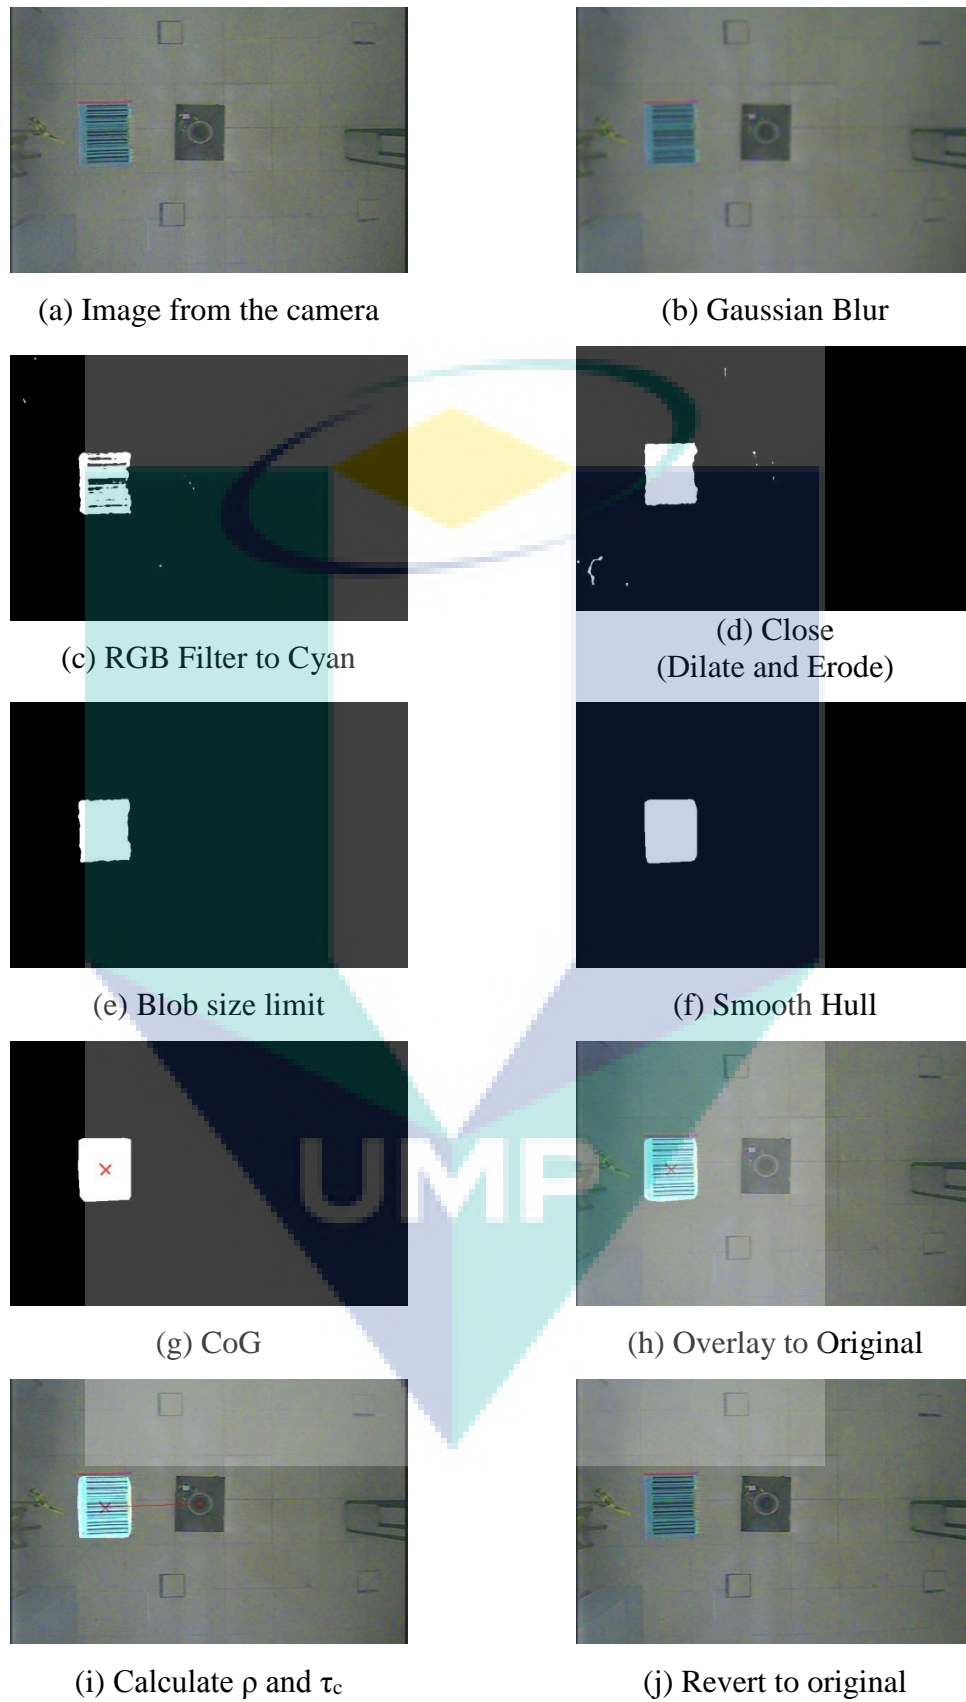 (a) Image from the camera
(b) Gaussian Blur
(c) RGB Filter to Cyan
(d) Close
(Dilate and Erode)
(e) Blob size limit
(f) Smooth Hull
UMP
(g) CoG
(h) Overlay to Original
(i) Calculate ρ and τc
(j) Revert to original